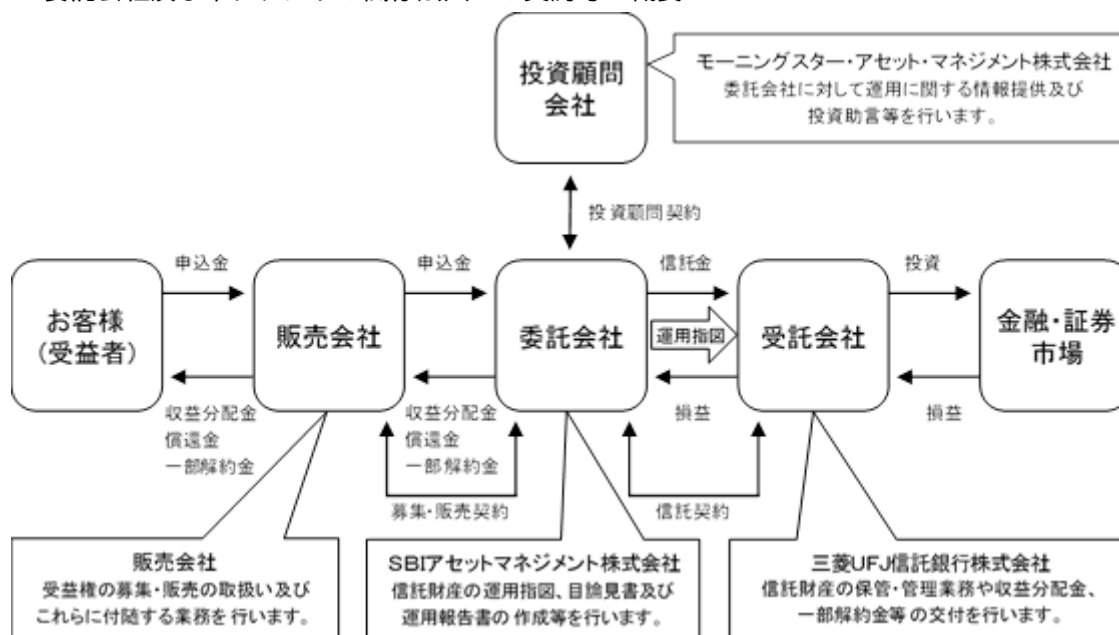 投資顧問
会社
モーニングスター・アセット・マネジメント株式会社
委託会社に対して運用に関する情報提供及び
投資助言等を行います。
投資顧問契約
申込金
申込金
信託金
投資
お客様
(受益者)
販売会社
委託会社
運用指図
受託会社
金融・証券
市場
収益分配金
償還金
一部解約金
収益分配金
償還金
一部解約金
損益
損益
募集・販売契約
信託契約
販売会社
受益権の募集・販売の取扱い及び
これらに付随する業務を行います。
SBIアセットマネジメント株式会社
信託財産の運用指図、目論見書及び
運用報告書の作成等を行います。
三菱UFJ信託銀行株式会社
信託財産の保管・管理業務や収益分配金、
一部解約金等の交付を行います。